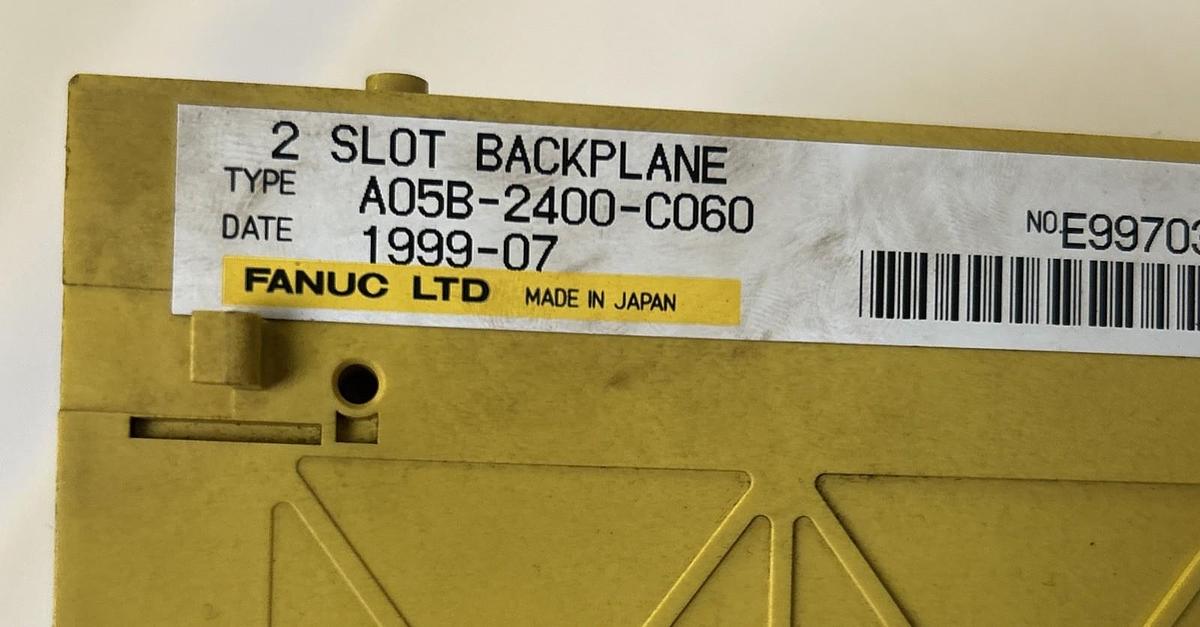 2 SLOT BACKPLANE
TYPE A05B-2400-C060
DATE 1999-07
FANUC LTD MADE IN JAPAN
NO.E99703